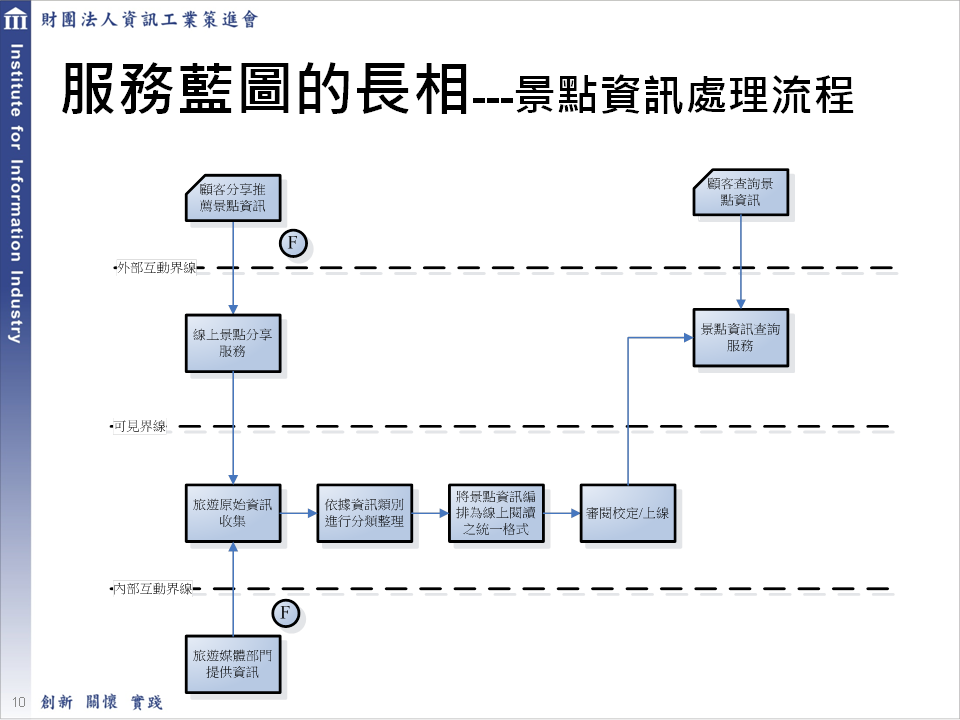 財團法人資訊工業策進會
Institute for Information Industry
服務藍圖的長相---景點資訊處理流程
顧客分享推
薦景點資訊
顧客查詢景
點資訊
F
外部互動界線
線上景點分享
服務
景點資訊查詢
服務
可見界線
旅遊原始資訊
收集
依據資訊類別
進行分類整理
將景點資訊編
排為線上閱讀
之統一格式
審閱校定/上線
內部互動界線
F
旅遊媒體部門
提供資訊
10
創新 關懷 實踐